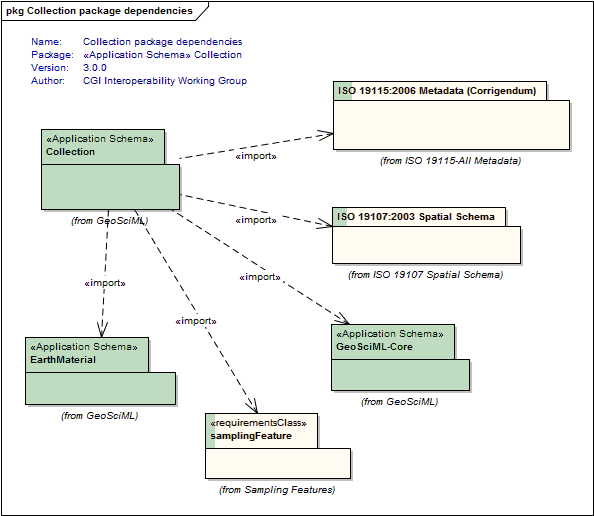 pkg Collection package dependencies
Name: Collection package dependencies
Package: «Application Schema» Collection
Version: 3.0.0
Author: CGI Interoperability Working Group
ISO 19115:2006 Metadata (Corrigendum)
(from ISO 19115-All Metadata)
«Application Schema»
Collection
(from GeoSciML)
«import»
ISO 19107:2003 Spatial Schema
(from ISO 19107 Spatial Schema)
«import»
«import»
«import»
«import»
«Application Schema»
EarthMaterial
(from GeoSciML)
«Application Schema»
GeoSciML-Core
(from GeoSciML)
«requirementsClass»
samplingFeature
(from Sampling Features)